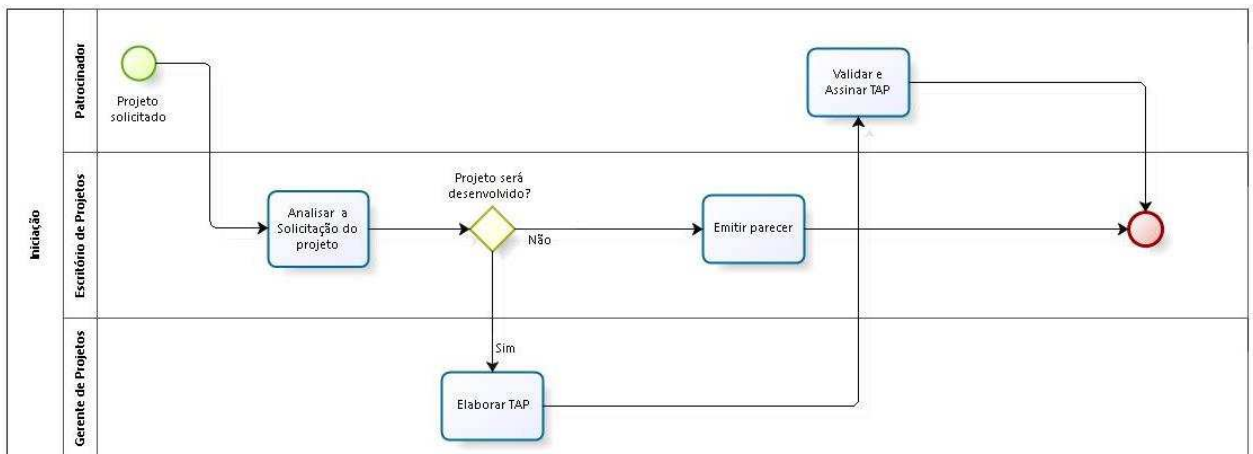 Iniciação
Patrocinador
Projeto
solicitado
Validar e
Assinar TAP
Escritório de Projetos
Analisar a
Solicitação do
projeto
Projeto será
desenvolvido?
Não
Emitir parecer
Sim
Gerente de Projetos
Elaborar TAP